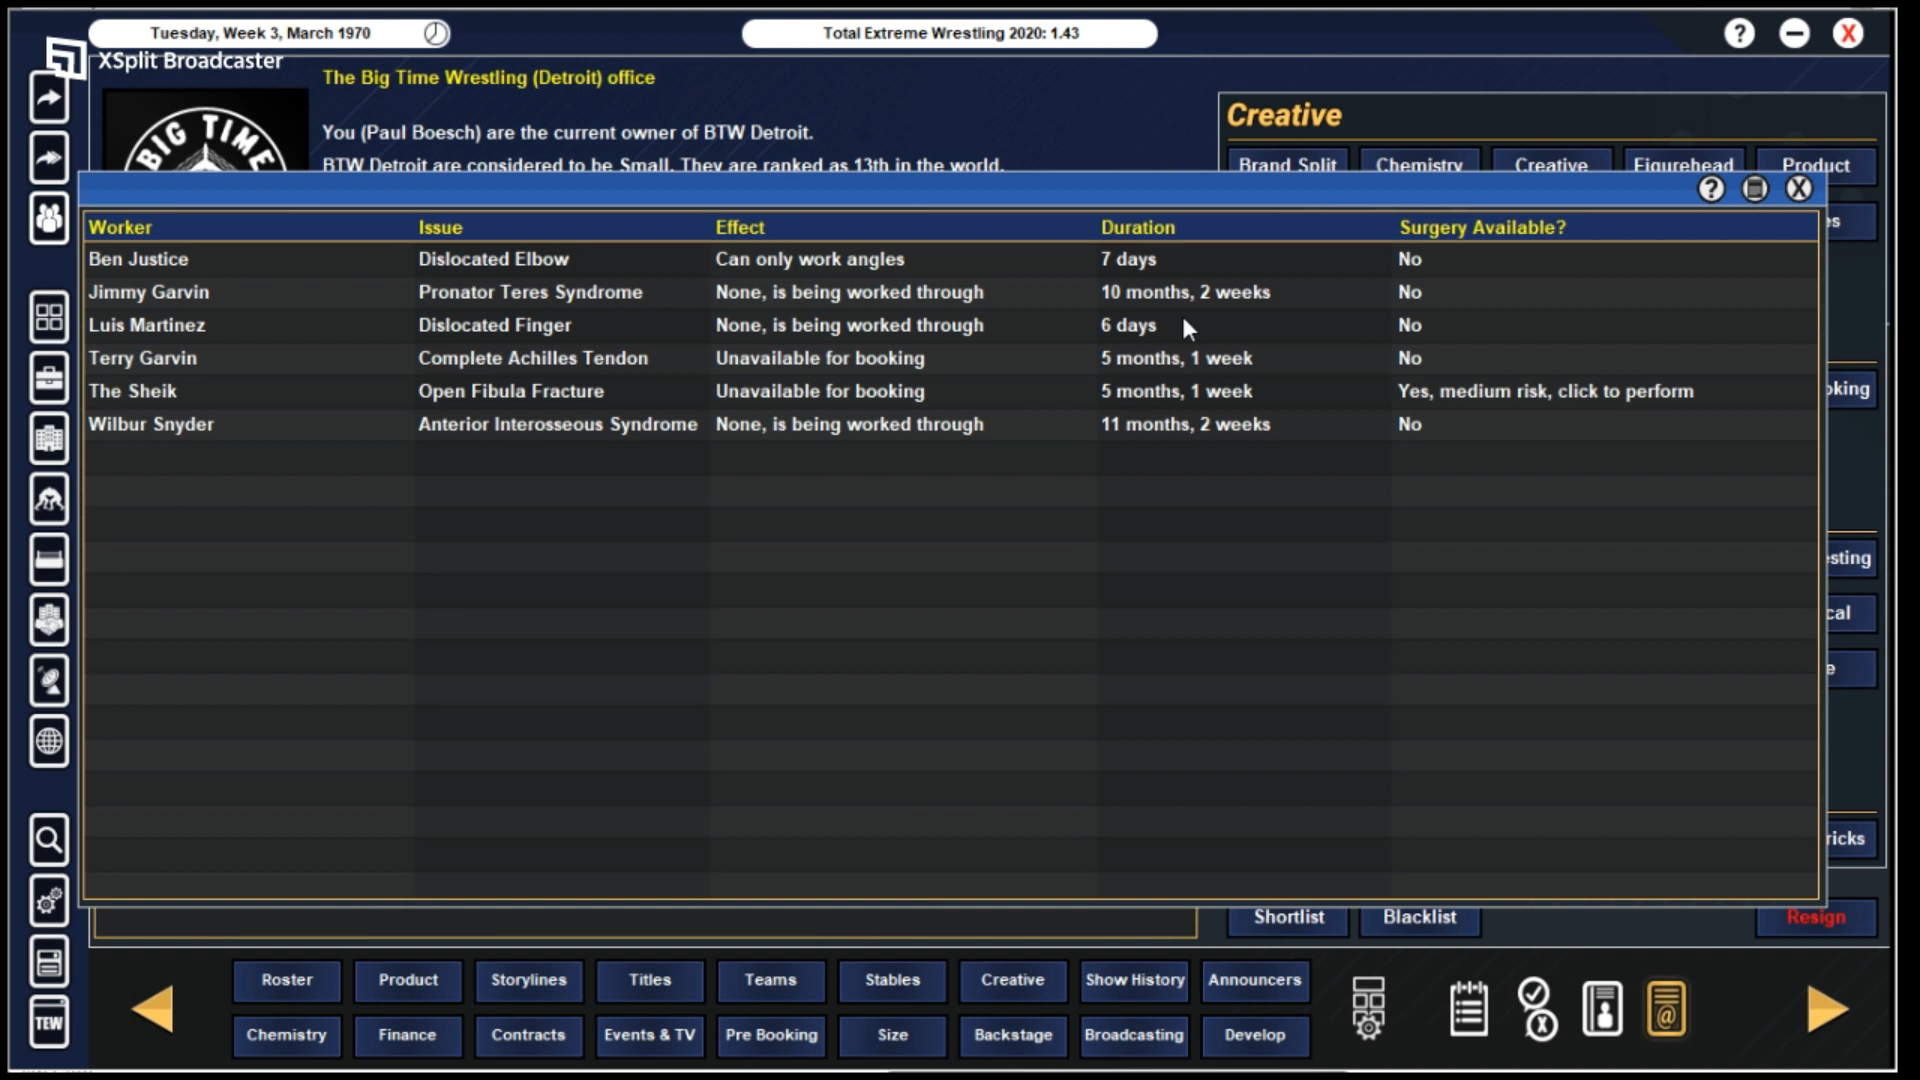 Tuesday, Week 3, March 1970
Total Extreme Wrestling 2020: 1.43
? X
XSplit Broadcaster
The Big Time Wrestling (Detroit) office
BIG TIME
You (Paul Boesch) are the current owner of BTW Detroit.
BTW Detroit are considered to be Small. They are ranked as 13th in the world.
Creative
Brand Split Chemistry Creative Figurehead Product
? X
Worker Issue Effect Duration Surgery Available?
Ben Justice Dislocated Elbow Can only work angles 7 days No
Jimmy Garvin Pronator Teres Syndrome None, is being worked through 10 months, 2 weeks No
Luis Martinez Dislocated Finger None, is being worked through 6 days No
Terry Garvin Complete Achilles Tendon Unavailable for booking 5 months, 1 week No
The Sheik Open Fibula Fracture Unavailable for booking 5 months, 1 week Yes, medium risk, click to perform
Wilbur Snyder Anterior Interosseous Syndrome None, is being worked through 11 months, 2 weeks No
es
oking
esting
cal
e
ricks
Shortlist Blacklist Resign
Roster Product Storylines Titles Teams Stables Creative Show History Announcers
Chemistry Finance Contracts Events & TV Pre Booking Size Backstage Broadcasting Develop
TEW